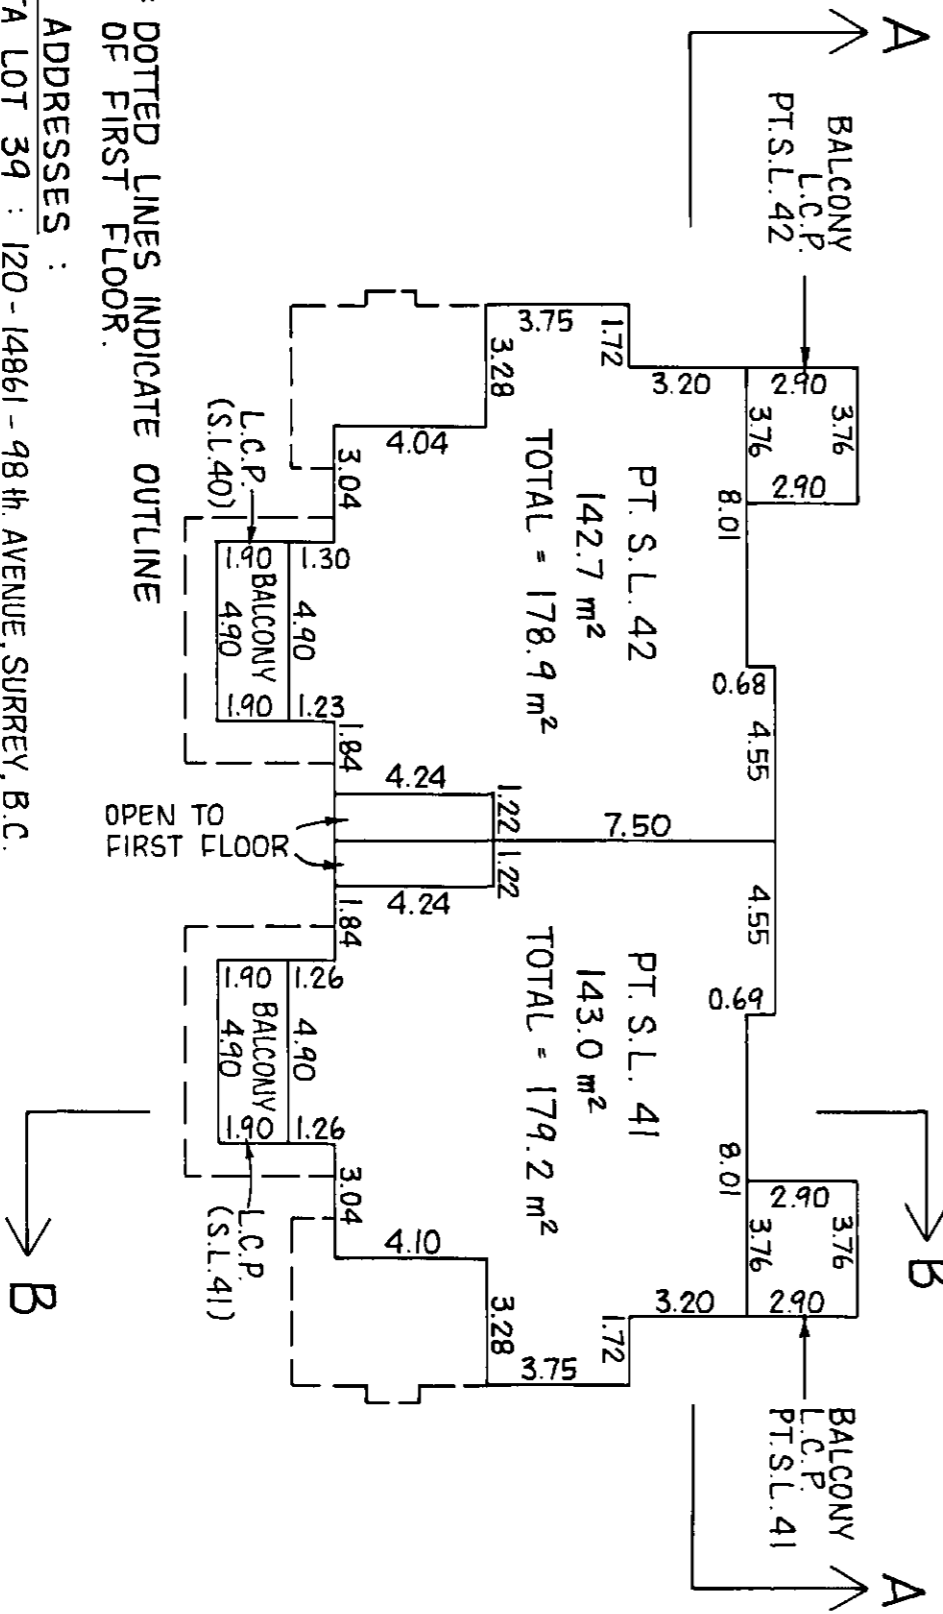 A
A
BALCONY
L.C.P.
PT.S.L. 42
BALCONY
L.C.P.
PT.S.L. 41
2.90
3.76
3.76
2.90
2.90
3.76
3.76
2.90
B
3.20
8.01
0.68
4.55
4.55
0.69
8.01
3.20
1.72
3.75
3.28
7.50
1.72
3.75
3.28
PT. S.L. 42
142.7 m²
TOTAL = 178.9 m²
PT. S.L. 41
143.0 m²
TOTAL = 179.2 m²
4.04
3.04
1.22
4.24
1.84
1.22
4.24
1.84
4.10
3.04
1.30
4.90
1.23
1.90
BALCONY
4.90
1.90
L.C.P.
(S.L.40)
1.26
4.90
1.26
1.90
BALCONY
4.90
1.90
L.C.P.
(S.L.41)
OPEN TO
FIRST FLOOR
B
: DOTTED LINES INDICATE OUTLINE
OF FIRST FLOOR.
ADDRESSES :
TA LOT 39 : 120 - 14861 - 98 th. AVENUE, SURREY, B.C.